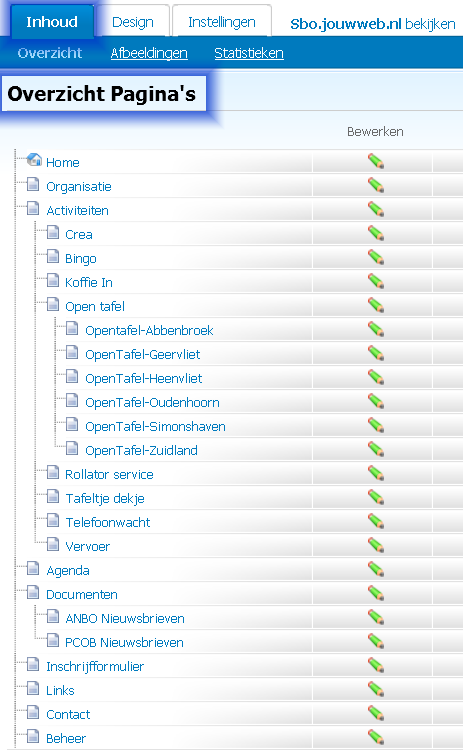 Inhoud Design Instellingen Sbo.jouwweb.nl bekijken
Overzicht Afbeeldingen Statistieken
Overzicht Pagina's
Bewerken
Home
Organisatie
Activiteiten
Crea
Bingo
Koffie In
Open tafel
Opentafel-Abbenbroek
OpenTafel-Geervliet
OpenTafel-Heenvliet
OpenTafel-Oudenhoorn
OpenTafel-Simonshaven
OpenTafel-Zuidland
Rollator service
Tafeltje dekje
Telefoonwacht
Vervoer
Agenda
Documenten
ANBO Nieuwsbrieven
PCOB Nieuwsbrieven
Inschrijfformulier
Links
Contact
Beheer